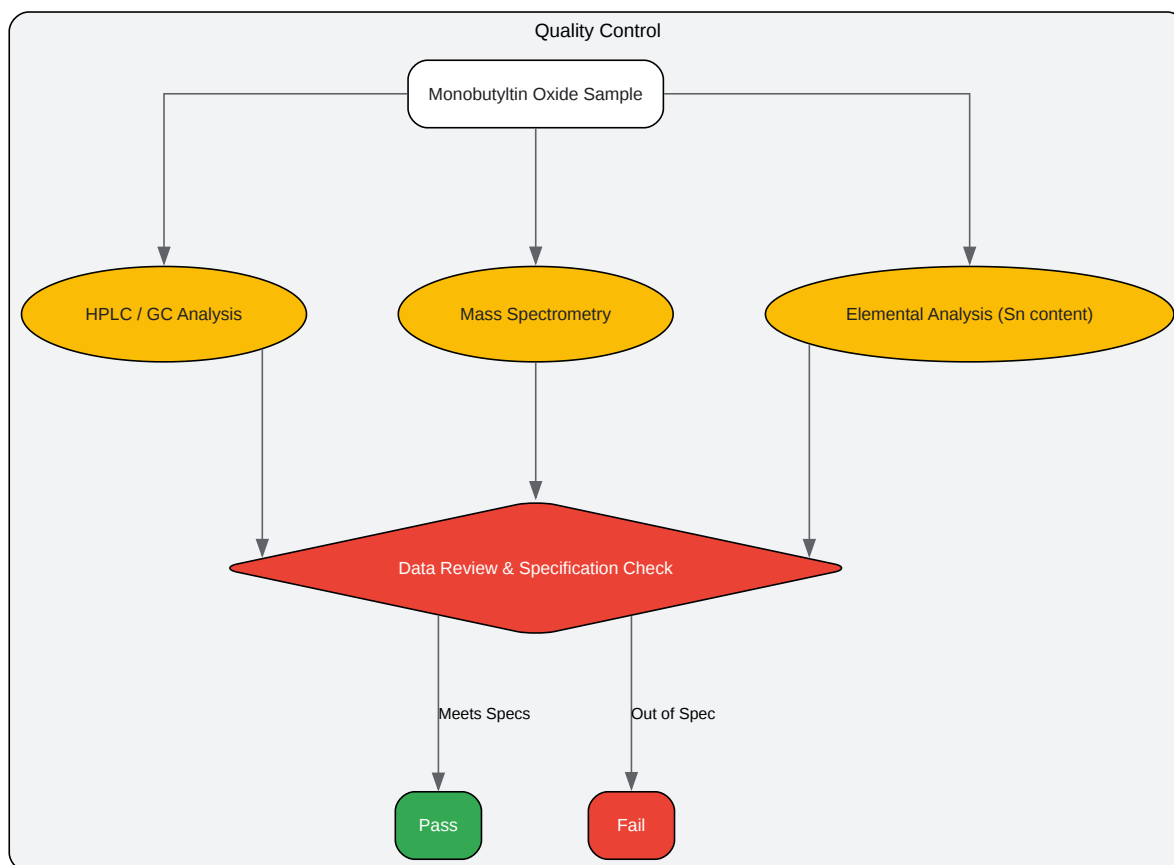 Quality Control
Monobutyltin Oxide Sample
HPLC / GC Analysis
Mass Spectrometry
Elemental Analysis (Sn content)
Data Review & Specification Check
Meets Specs
Out of Spec
Pass
Fail